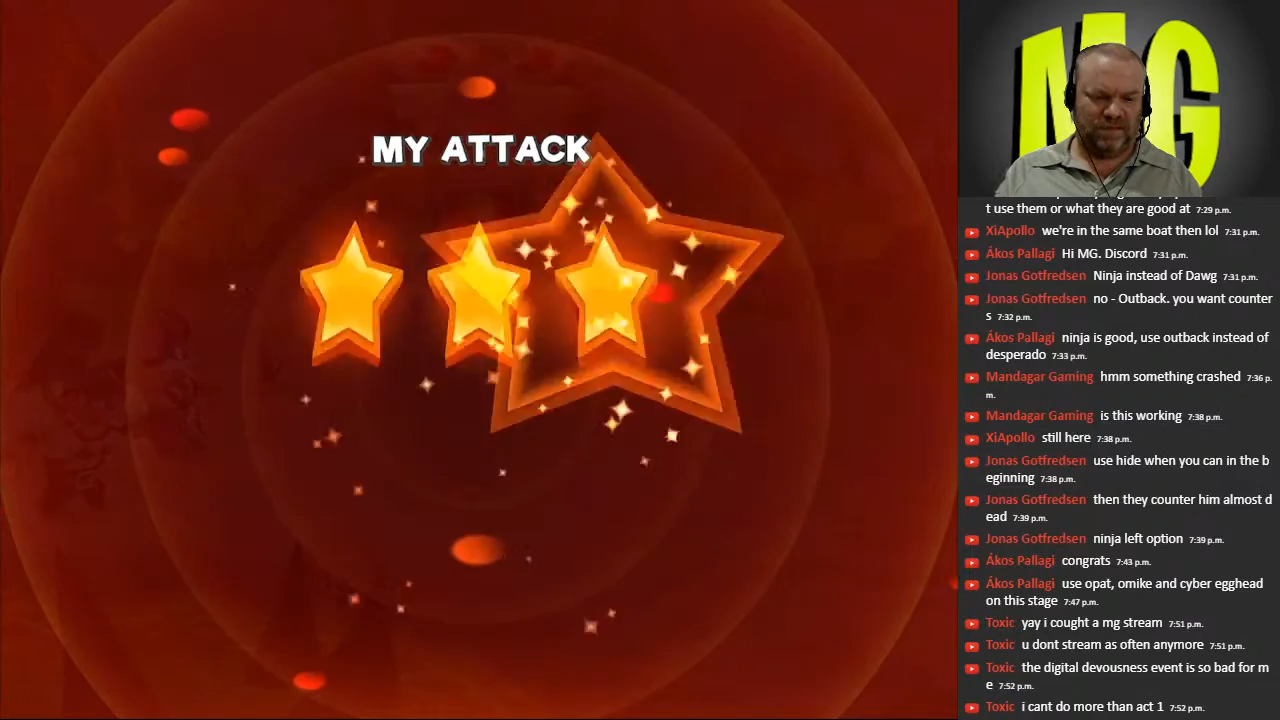 MY ATTACK
MG
t use them or what they are good at 7:29 p.m.
XiApollo we're in the same boat then lol 7:31 p.m.
Ákos Pallagi Hi MG. Discord 7:31 p.m.
Jonas Gotfredsen Ninja instead of Dawg 7:31 p.m.
Jonas Gotfredsen no - Outback. you want counter
s 7:32 p.m.
Ákos Pallagi ninja is good, use outback instead of
desperado 7:33 p.m.
Mandagar Gaming hmm something crashed 7:36 p.
m.
Mandagar Gaming is this working 7:38 p.m.
XiApollo still here 7:38 p.m.
Jonas Gotfredsen use hide when you can in the b
eginning 7:38 p.m.
Jonas Gotfredsen then they counter him almost d
ead 7:39 p.m.
Jonas Gotfredsen ninja left option 7:39 p.m.
Ákos Pallagi congrats 7:43 p.m.
Ákos Pallagi use opat, omike and cyber egghead
on this stage 7:47 p.m.
Toxic yay i cought a mg stream 7:51 p.m.
Toxic u dont stream as often anymore 7:51 p.m.
Toxic the digital devousness event is so bad for m
e 7:52 p.m.
Toxic i cant do more than act 1 7:52 p.m.